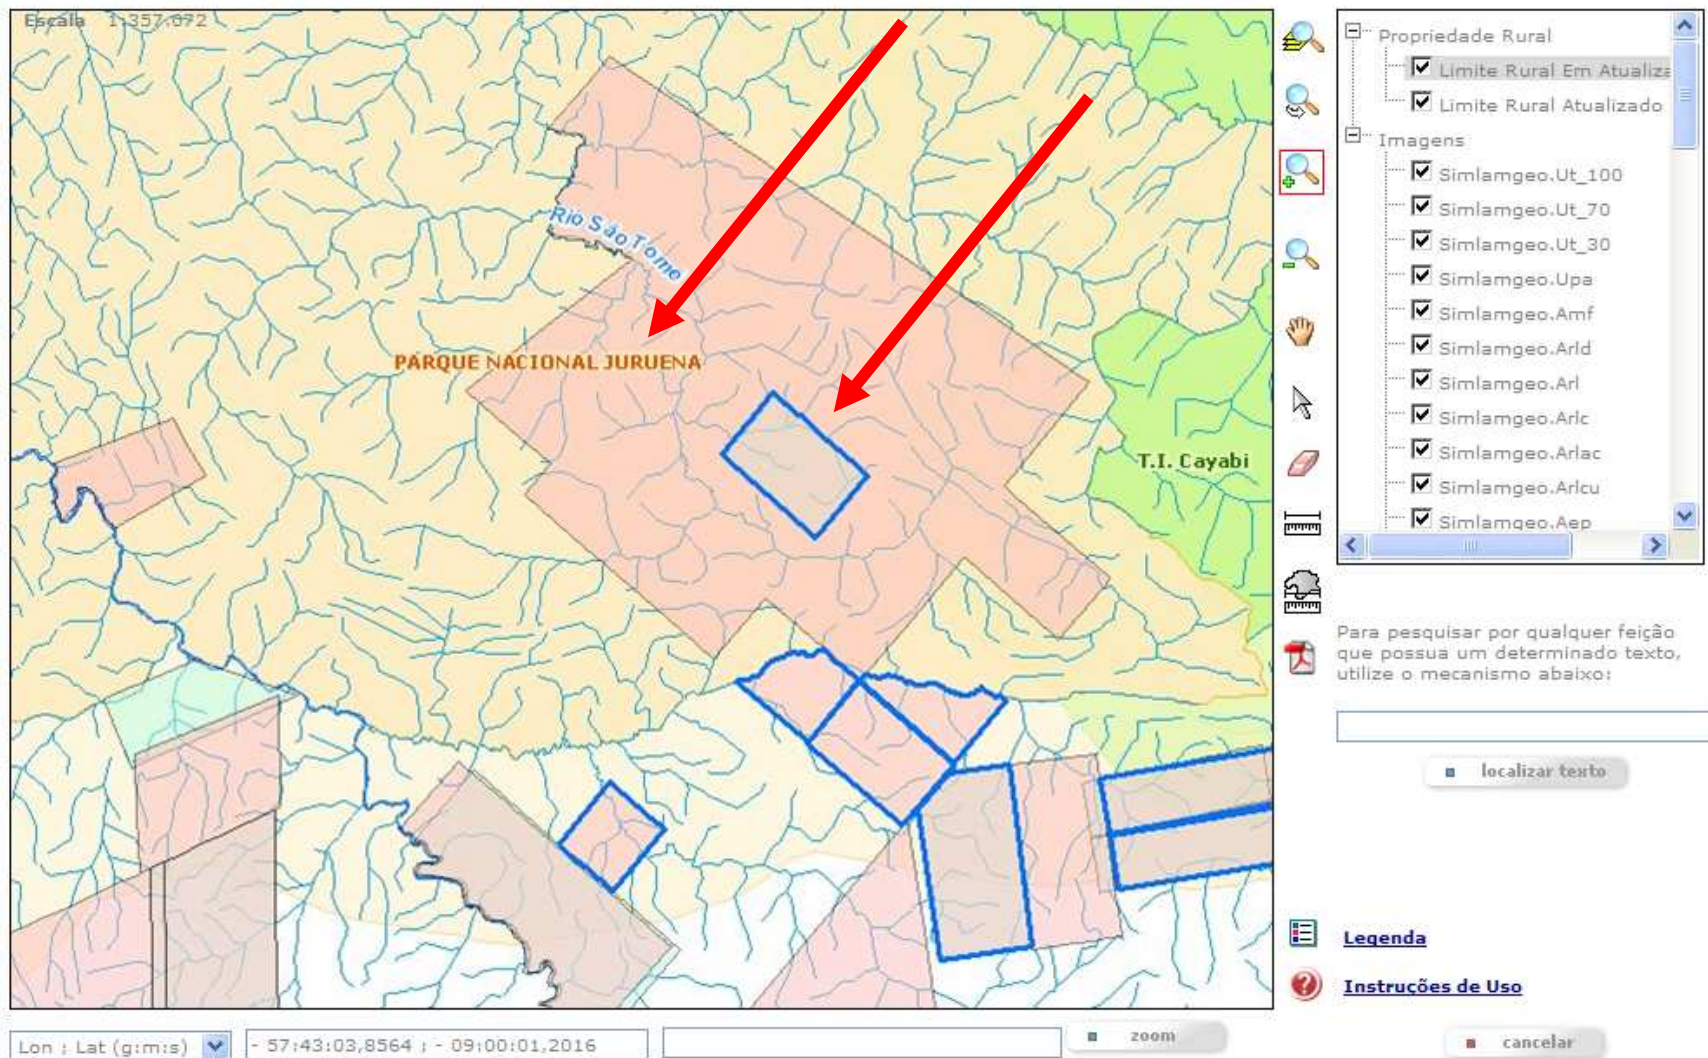 Escala 1:357.072
Rio São Tome
PARQUE NACIONAL JURUENA
T.I. Cayabi
Propriedade Rural
Limite Rural Em Atualiza
Limite Rural Atualizado
Imagens
Simlamgeo.Ut_100
Simlamgeo.Ut_70
Simlamgeo.Ut_30
Simlamgeo.Upa
Simlamgeo.Amf
Simlamgeo.Arld
Simlamgeo.Arl
Simlamgeo.Arlc
Simlamgeo.Arlac
Simlamgeo.Arlcu
Simlamgeo.Aep
Para pesquisar por qualquer feição
que possua um determinado texto,
utilize o mecanismo abaixo:
localizar texto
Legenda
Instruções de Uso
Lon ; Lat (g:m:s)
- 57:43:03,8564 ; - 09:00:01,2016
zoom
cancelar